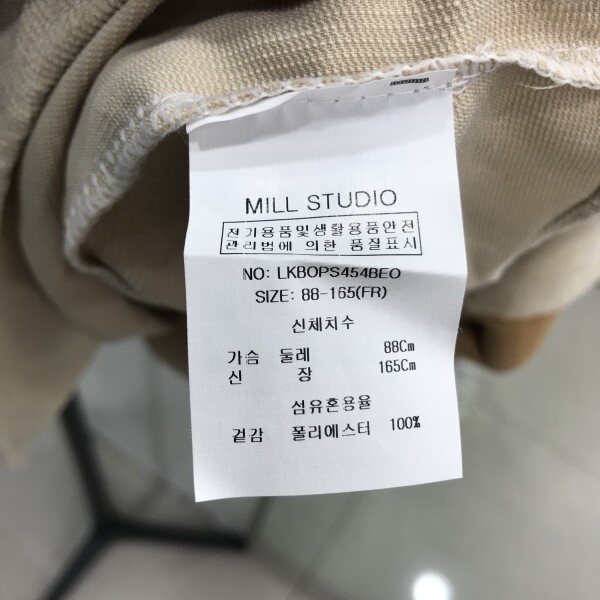 MILL STUDIO
전기용품및생활용품안전
관리법에 의한 품질표시
NO: LKBOPS454BEO
SIZE: 88-165(FR)
신체치수
가슴 둘레 88Cm
신 장 165Cm
섬유혼용율
겉감 폴리에스터 100%